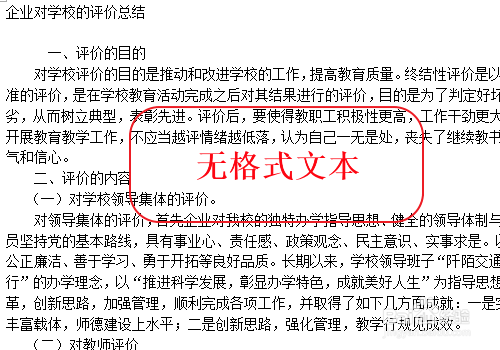 企业对学校的评价总结
一、评价的目的
对学校评价的目的是推动和改进学校的工作，提高教育质量。终结性评价是以
准的评价，是在学校教育活动完成之后对其结果进行的评价，目的是为了判定好坏
劣，从而树立典型，表彰先进。评价后，要使得教职工积极性更高，工作干劲更大
开展教育教学工作，不应当越评情绪越低落，认为自己一无是处，丧失了继续教书
气和信心。
无格式文本
二、评价的内容
（一）对学校领导集体的评价。
对领导集体的评价，首先企业对我校的独特办学指导思想、健全的领导体制与
员坚持党的基本路线，具有事业心、责任感、政策观念、民主意识、实事求是。以
公正廉洁、善于学习、勇于开拓等良好品质。长期以来，学校领导班子“阡陌交通
行”的办学理念，以“推进科学发展，彰显办学特色，成就美好人生”为指导思想
革，创新思路，加强管理，顺利完成各项工作，并取得了如下几方面成就：一是实
丰富载体，师德建设上水平；二是创新思路，强化管理，教学行规见成效。
（二）对教师评价